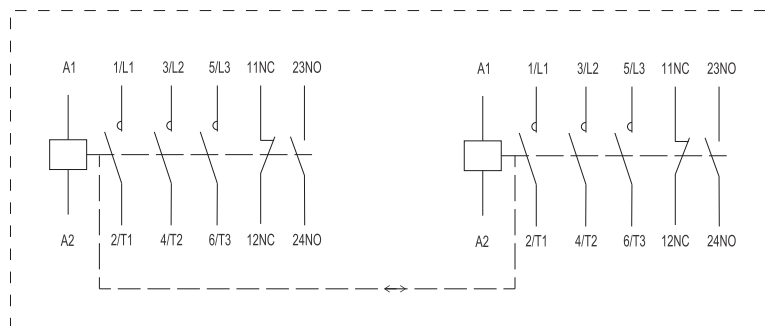 A1 1/L1 3/L2 5/L3 11NC 23NO
A2 2/T1 4/T2 6/T3 12NC 24NO
A1 1/L1 3/L2 5/L3 11NC 23NO
A2 2/T1 4/T2 6/T3 12NC 24NO